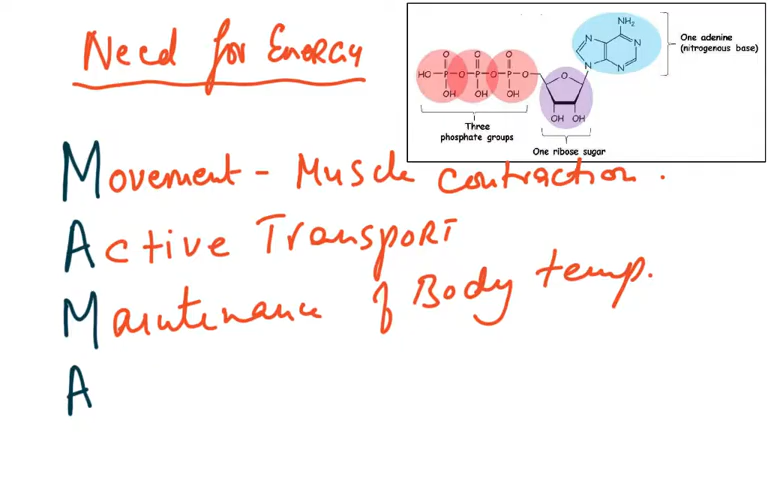 Need for Energy
NH₂
N
N
N
N
O O O
HO P O P O P O
OH OH OH
O
OH OH
One adenine
(nitrogenous base)
Three
phosphate groups
One ribose sugar
Movement - Muscle contraction.
Active Transport
Maintenance of Body temp.
A